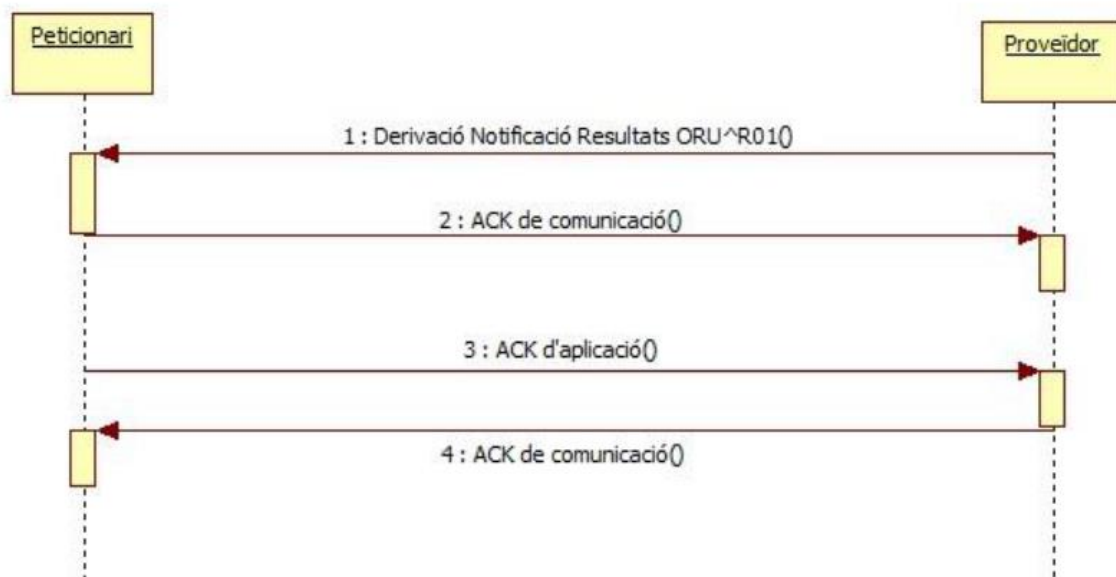 Peticionari
Proveïdor
1 : Derivació Notificació Resultats ORU^R01()
2 : ACK de comunicació()
3 : ACK d'aplicació()
4 : ACK de comunicació()